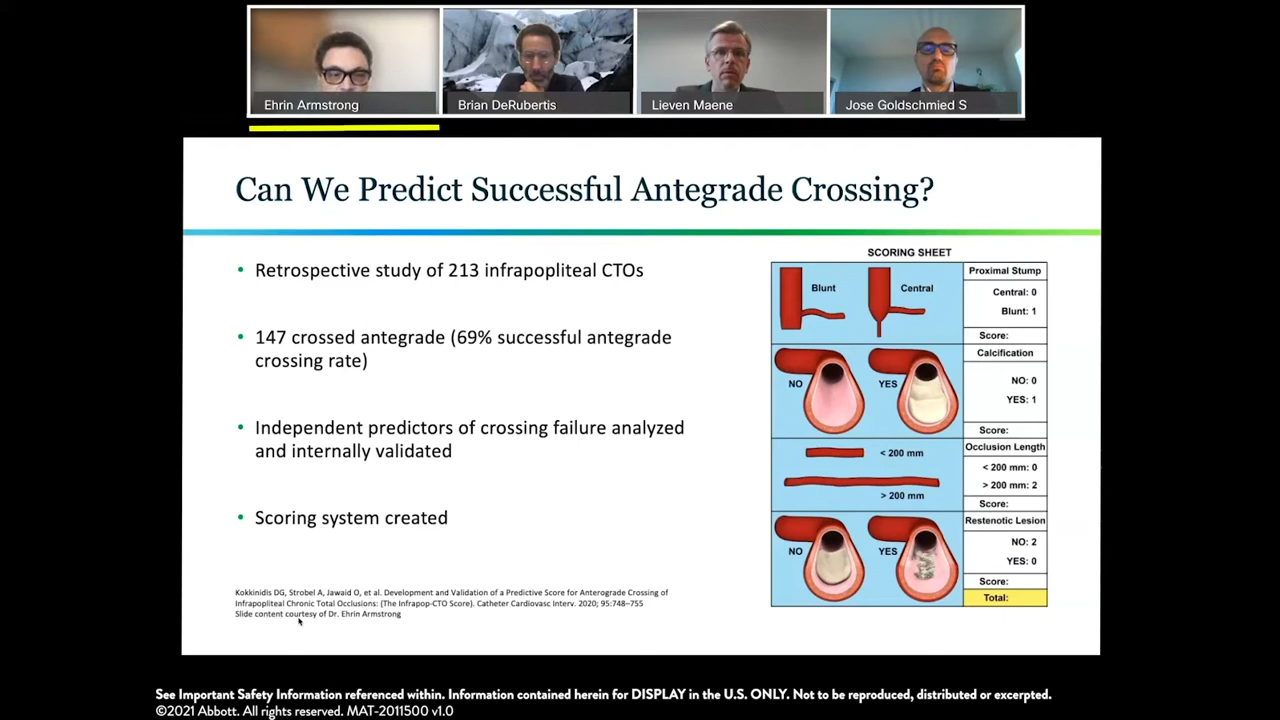 Ehrin Armstrong
Brian DeRubertis
Lieven Maene
Jose Goldschmied S
Can We Predict Successful Antegrade Crossing?
• Retrospective study of 213 infrapopliteal CTOs
• 147 crossed antegrade (69% successful antegrade
crossing rate)
• Independent predictors of crossing failure analyzed
and internally validated
• Scoring system created
Kokkinidis DG, Strobel A, Jawaid O, et al. Development and Validation of a Predictive Score for Anterograde Crossing of
Infrapopliteal Chronic Total Occlusions: (The Infrapop-CTO Score). Catheter Cardiovasc Interv. 2020; 95:748–755
Slide content courtesy of Dr. Ehrin Armstrong
SCORING SHEET
Blunt
Central
Proximal Stump
Central: 0
Blunt: 1
Score:
NO
YES
Calcification
NO: 0
YES: 1
Score:
< 200 mm
> 200 mm
Occlusion Length
< 200 mm: 0
> 200 mm: 2
Score:
NO
YES
Restenotic Lesion
NO: 2
YES: 0
Score:
Total:
See Important Safety Information referenced within. Information contained herein for DISPLAY in the U.S. ONLY. Not to be reproduced, distributed or excerpted.
©2021 Abbott. All rights reserved. MAT-2011500 v1.0